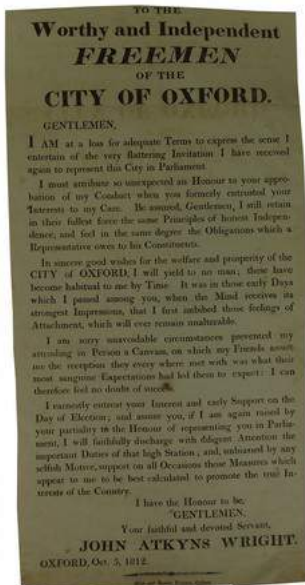 TO THE
Worthy and Independent
FREEMEN
OF THE
CITY OF OXFORD.
GENTLEMEN,
I AM at a loss for adequate Terms to express the sense I
entertain of the very flattering Invitation I have received
again to represent this City in Parliament
I must attribute so unexpected an Honour to your appro-
bation of my Conduct when you formerly entrusted your
Interests to my Care. Be assured, Gentlemen, I still retain
in their fullest force the same Principles of honest Indepen-
dence, and feel in the same degree the Obligations which a
Representative owes to his Constituents.
In sincere good wishes for the welfare and prosperity of the
CITY of OXFORD, I will yield to no man; these have
become habitual to me by Time. It was in those early Days
which I passed among you, when the Mind receives its
strongest Impressions, that I first imbibed those feelings of
Attachment, which will ever remain unalterable.
I am sorry unavoidable circumstances prevented my
attending in Person a Canvass, on which my Friends assure
me the reception they every where met with was what their
most sanguine Expectations had led them to expect: I can
therefore feel no doubt of success.
I earnestly entreat your Interest and early Support on the
Day of Election; and assure you, if I am again raised by
your partiality to the Honour of representing you in Parlia-
ment, I will faithfully discharge with diligent Attention the
important Duties of that high Station; and, unbiassed by any
selfish Motive, support on all Occasions those Measures which
appear to me to be best calculated to promote the true In-
terests of the Country.
I have the Honour to be,
GENTLEMEN,
Your faithful and devoted Servant,
JOHN ATKYNS WRIGHT.
OXFORD, Oct. 5, 1812.